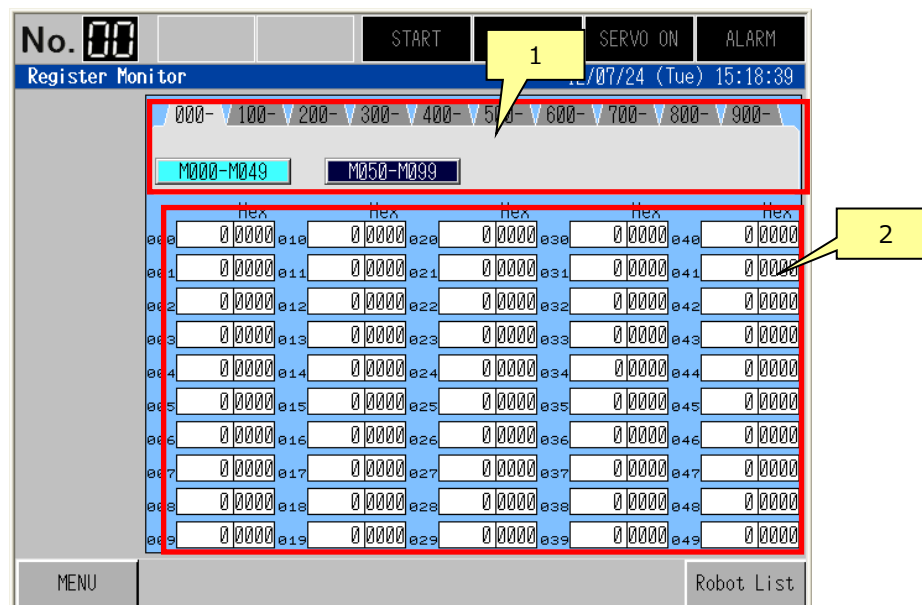 No. 00 START SERVO ON ALARM
1
Register Monitor /07/24 (Tue) 15:18:39
000- 100- 200- 300- 400- 500- 600- 700- 800- 900-
M000-M049 M050-M099
Hex Hex Hex Hex Hex
2
000 0 0000 010 0 0000 020 0 0000 030 0 0000 040 0 0000
001 0 0000 011 0 0000 021 0 0000 031 0 0000 041 0 0000
002 0 0000 012 0 0000 022 0 0000 032 0 0000 042 0 0000
003 0 0000 013 0 0000 023 0 0000 033 0 0000 043 0 0000
004 0 0000 014 0 0000 024 0 0000 034 0 0000 044 0 0000
005 0 0000 015 0 0000 025 0 0000 035 0 0000 045 0 0000
006 0 0000 016 0 0000 026 0 0000 036 0 0000 046 0 0000
007 0 0000 017 0 0000 027 0 0000 037 0 0000 047 0 0000
008 0 0000 018 0 0000 028 0 0000 038 0 0000 048 0 0000
009 0 0000 019 0 0000 029 0 0000 039 0 0000 049 0 0000
MENU Robot List